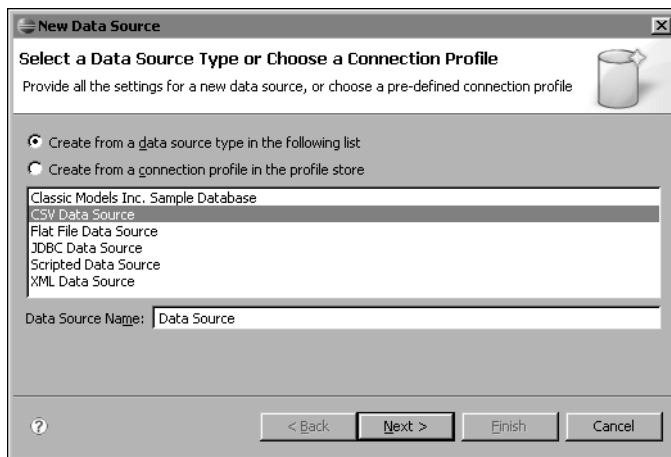 New Data Source
Select a Data Source Type or Choose a Connection Profile
Provide all the settings for a new data source, or choose a pre-defined connection profile
Create from a data source type in the following list
Create from a connection profile in the profile store
Classic Models Inc. Sample Database
CSV Data Source
Flat File Data Source
JDBC Data Source
Scripted Data Source
XML Data Source
Data Source Name: Data Source
? < Back Next > Finish Cancel